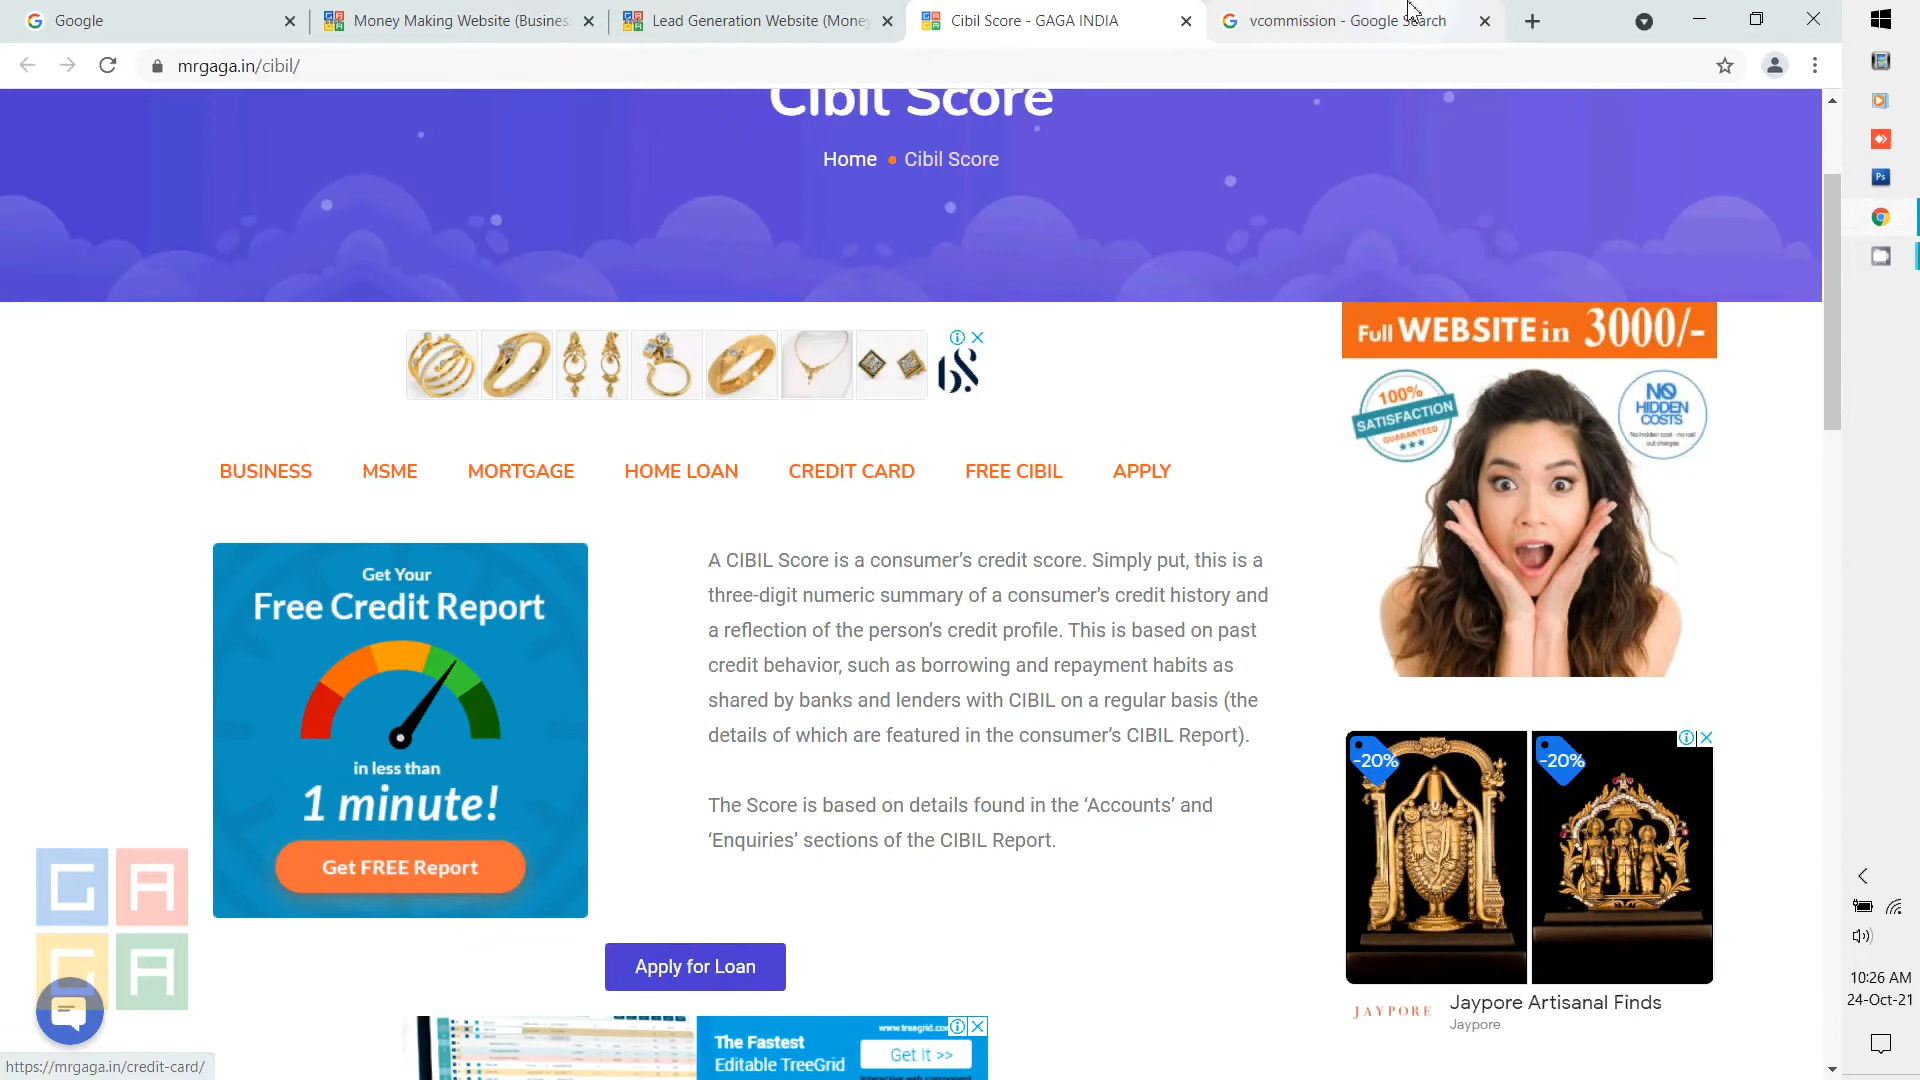 Google
Money Making Website (Busines
Lead Generation Website (Money
Cibil Score - GAGA INDIA
vcommission - Google Search
mrgaga.in/cibil/
Cibil Score
Home
Cibil Score
BUSINESS
MSME
MORTGAGE
HOME LOAN
CREDIT CARD
FREE CIBIL
APPLY
Get Your
Free Credit Report
in less than
1 minute!
Get FREE Report
A CIBIL Score is a consumer’s credit score. Simply put, this is a
three-digit numeric summary of a consumer’s credit history and
a reflection of the person’s credit profile. This is based on past
credit behavior, such as borrowing and repayment habits as
shared by banks and lenders with CIBIL on a regular basis (the
details of which are featured in the consumer’s CIBIL Report).
The Score is based on details found in the ‘Accounts’ and
‘Enquiries’ sections of the CIBIL Report.
Apply for Loan
The Fastest
Editable TreeGrid
Get It >>
Full WEBSITE in 3000/-
100%
SATISFACTION
GUARANTEED
NO
HIDDEN
COSTS
-20%
-20%
JAYPORE
Jaypore Artisanal Finds
Jaypore
GA
GA
https://mrgaga.in/credit-card/
Ps
10:26 AM
24-Oct-21